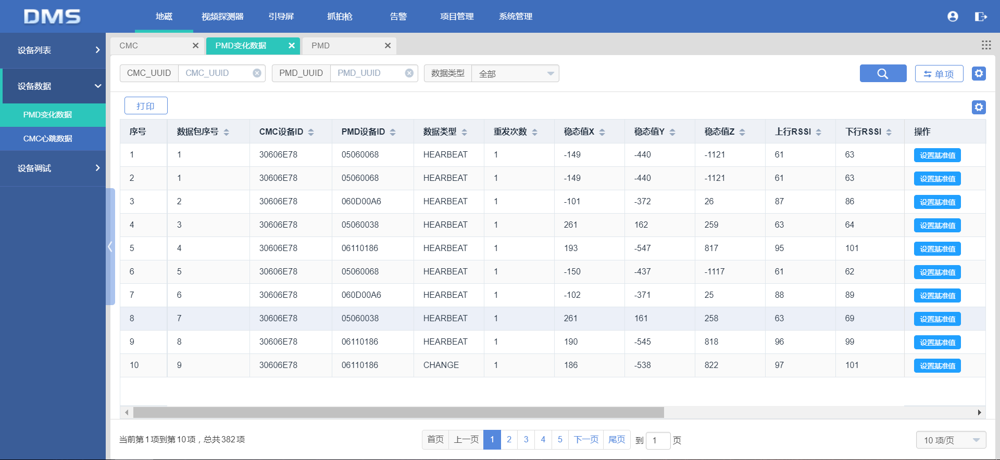 DMS 地磁 视频探测器 引导屏 抓拍枪 告警 项目管理 系统管理
设备列表
设备数据
PMD变化数据
CMC心跳数据
设备调试
CMC PMD变化数据 PMD
CMC_UUID CMC_UUID PMD_UUID PMD_UUID 数据类型 全部 单项
打印
序号 数据包序号 CMC设备ID PMD设备ID 数据类型 重发次数 稳态值X 稳态值Y 稳态值Z 上行RSSI 下行RSSI 操作
1 1 30606E78 05060068 HEARBEAT 1 -149 -440 -1121 61 63 设置基准值
2 1 30606E78 05060068 HEARBEAT 1 -149 -440 -1121 61 63 设置基准值
3 2 30606E78 060D00A6 HEARBEAT 1 -101 -372 26 87 86 设置基准值
4 3 30606E78 05060038 HEARBEAT 1 261 162 259 63 64 设置基准值
5 4 30606E78 06110186 HEARBEAT 1 193 -547 817 95 101 设置基准值
6 5 30606E78 05060068 HEARBEAT 1 -150 -437 -1117 61 62 设置基准值
7 6 30606E78 060D00A6 HEARBEAT 1 -102 -371 25 88 89 设置基准值
8 7 30606E78 05060038 HEARBEAT 1 261 161 258 63 69 设置基准值
9 8 30606E78 06110186 HEARBEAT 1 190 -545 818 96 99 设置基准值
10 9 30606E78 06110186 CHANGE 1 186 -538 822 97 101 设置基准值
当前第1项到第10项，总共382项 首页 上一页 1 2 3 4 5 下一页 尾页 到 1 页 10 项/页